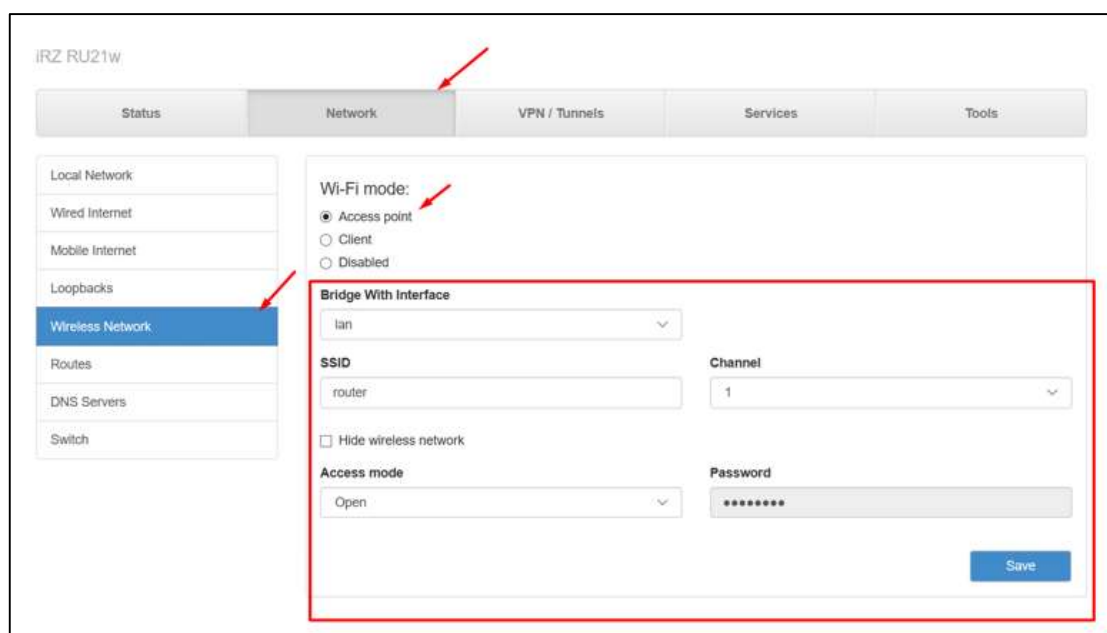 iRZ RU21w
Status Network VPN / Tunnels Services Tools
Local Network
Wired Internet
Mobile Internet
Loopbacks
Wireless Network
Routes
DNS Servers
Switch
Wi-Fi mode:
Access point
Client
Disabled
Bridge With Interface
lan
SSID Channel
router 1
Hide wireless network
Access mode Password
Open ••••••••
Save